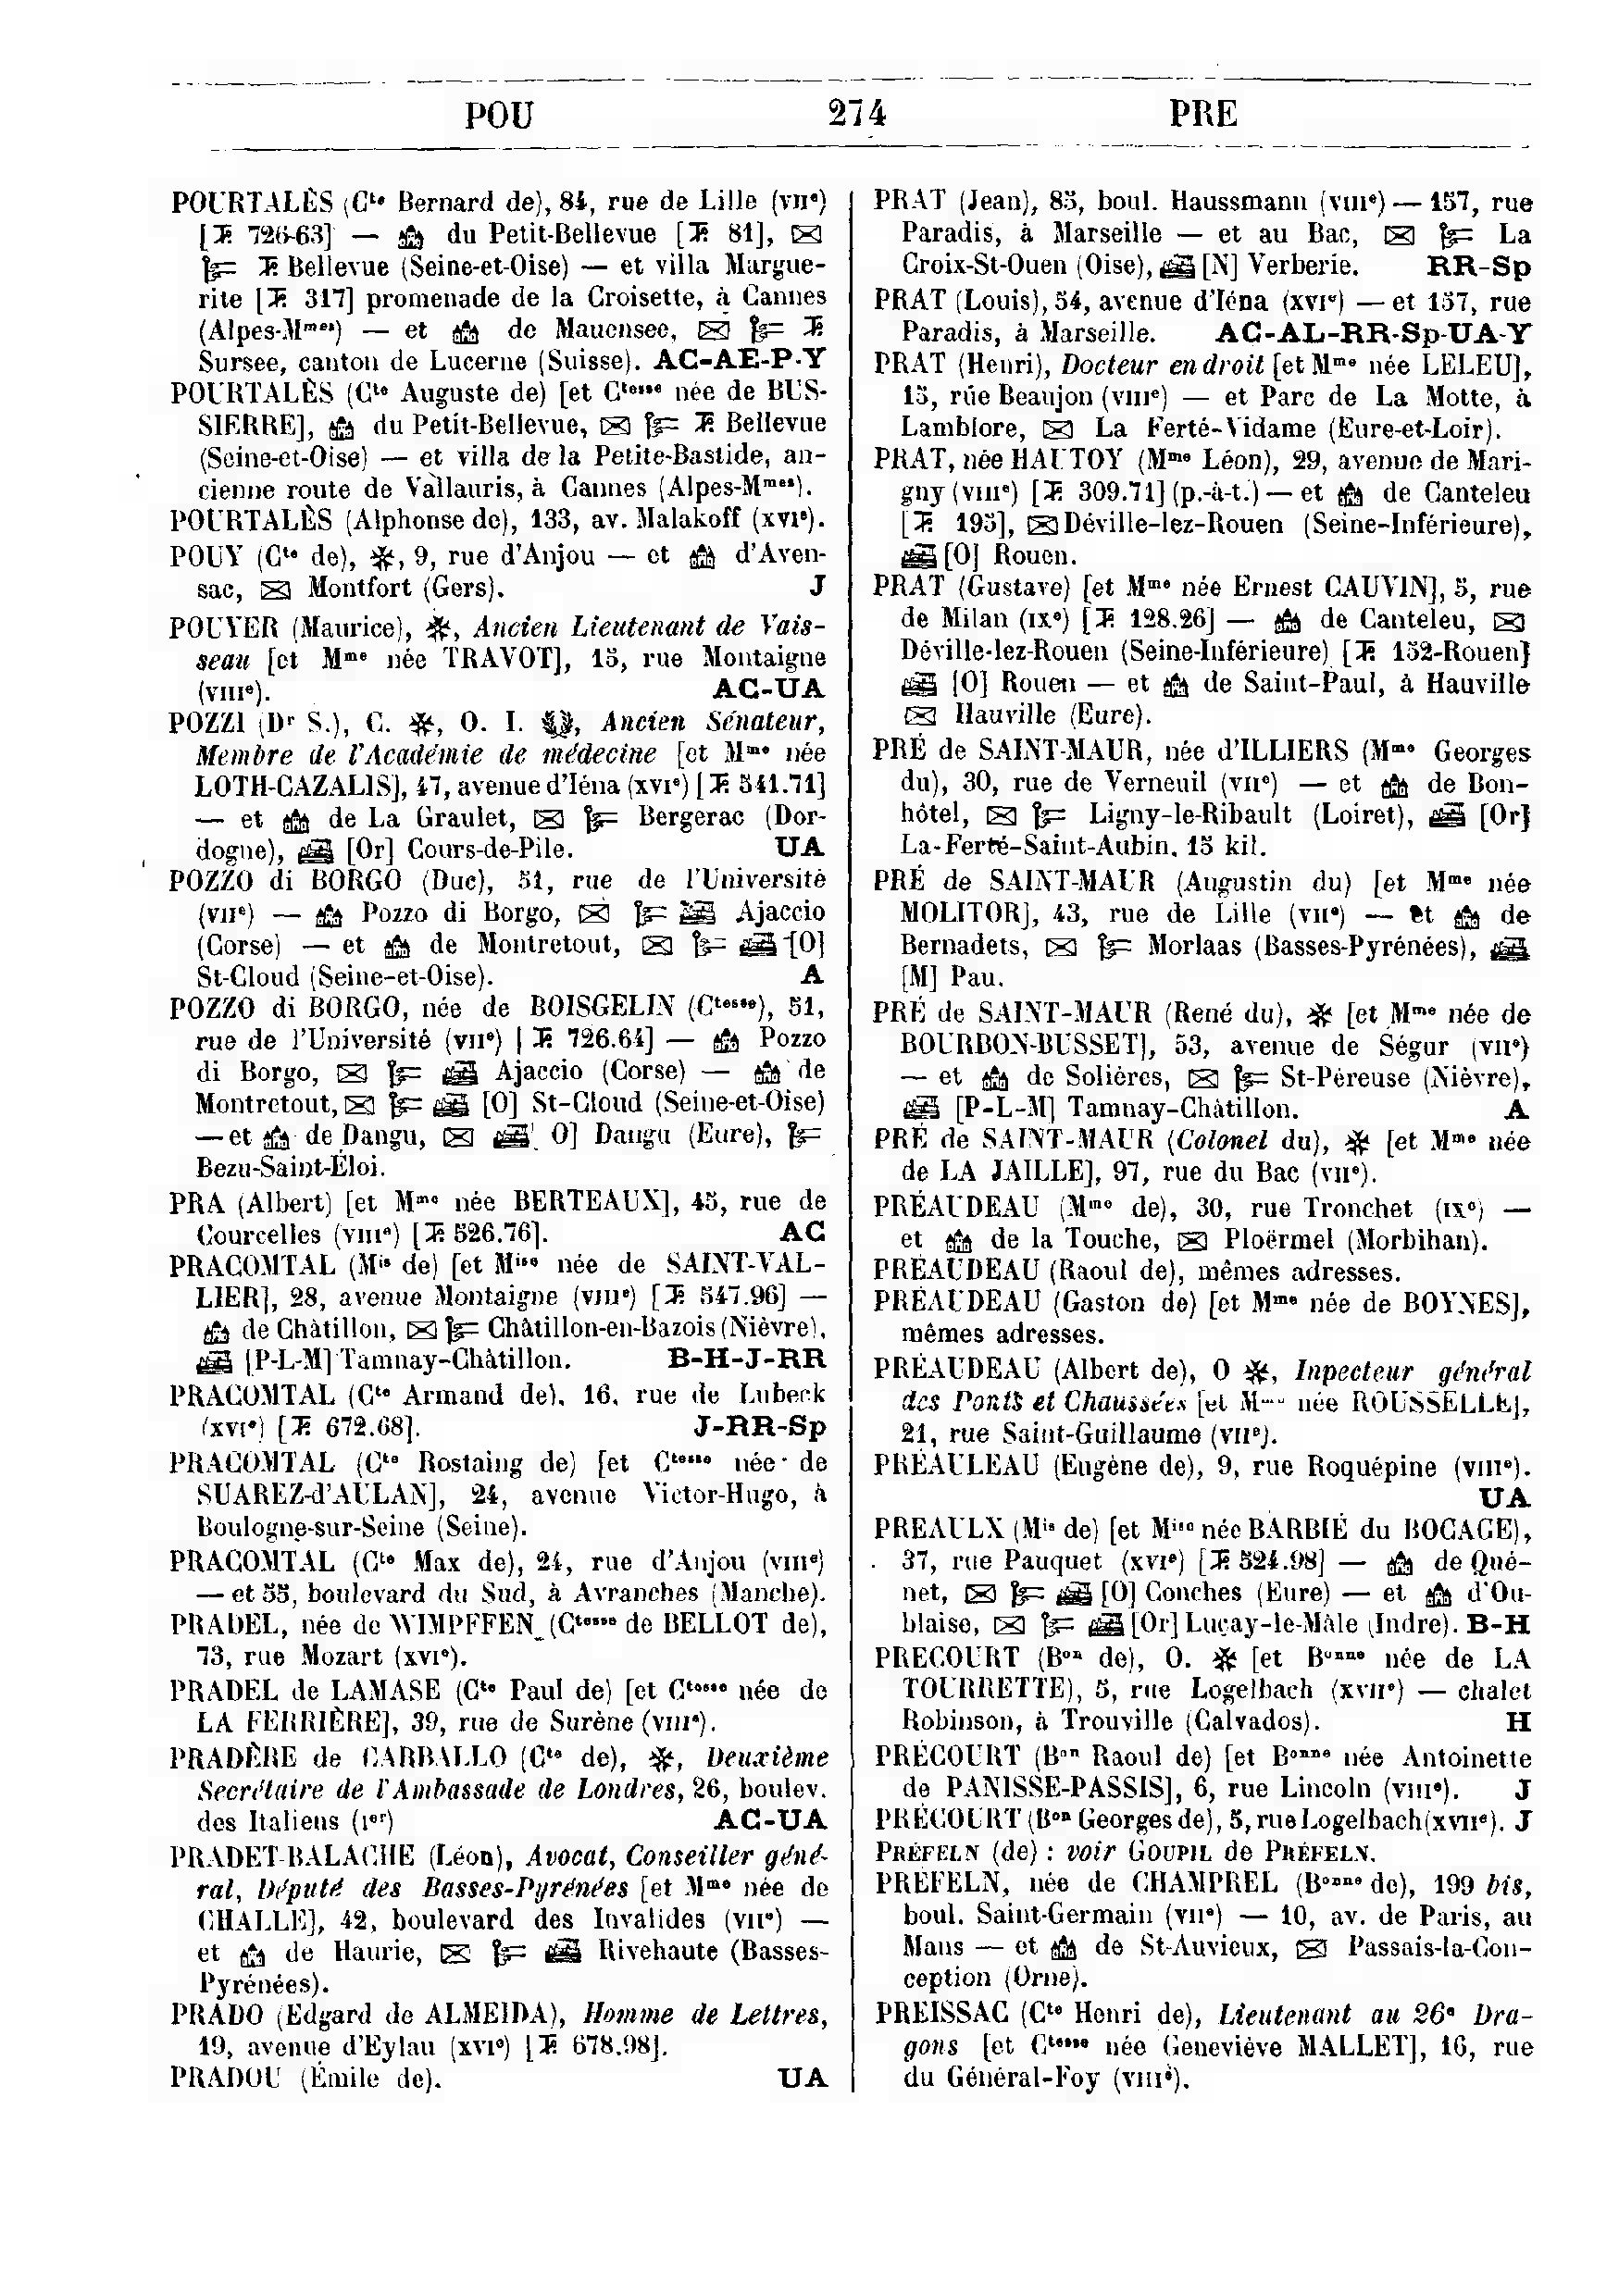 POU 274 PRE
POURTALÈS (Cte Bernard de), 84, rue de Lille (VIIe)
[T. 726-63] — du Petit-Bellevue [T. 81],
T. Bellevue (Seine-et-Oise) — et villa Margue-
rite [T. 317] promenade de la Croisette, à Cannes
(Alpes-Mmes) — et de Mauensee, T.
Sursee, canton de Lucerne (Suisse). AC-AE-P-Y
POURTALÈS (Cte Auguste de) [et Ctesse née de BUS-
SIERRE], du Petit-Bellevue, T. Bellevue
(Seine-et-Oise) — et villa de la Petite-Bastide, an-
cienne route de Vallauris, à Cannes (Alpes-Mmes).
POURTALÈS (Alphonse de), 133, av. Malakoff (XVIe).
POUY (Cte de), ✻, 9, rue d'Anjou — et d'Aven-
sac, Montfort (Gers). J
POUYER (Maurice), ✻, Ancien Lieutenant de Vais-
seau [et Mme née TRAVOT], 15, rue Montaigne
(VIIIe). AC-UA
POZZI (Dr S.), C. ✻, O. I. , Ancien Sénateur,
Membre de l'Académie de médecine [et Mme née
LOTH-CAZALIS], 47, avenue d'Iéna (XVIe) [T. 541.71]
— et de La Graulet, Bergerac (Dor-
dogne), [Or] Cours-de-Pile. UA
POZZO di BORGO (Duc), 51, rue de l'Université
(VIIe) — Pozzo di Borgo, Ajaccio
(Corse) — et de Montretout, [O]
St-Cloud (Seine-et-Oise). A
POZZO di BORGO, née de BOISGELIN (Ctesse), 51,
rue de l'Université (VIIe) [T. 726.64] — Pozzo
di Borgo, Ajaccio (Corse) — de
Montretout, [O] St-Cloud (Seine-et-Oise)
— et de Dangu, O] Dangu (Eure),
Bezu-Saint-Éloi.
PRA (Albert) [et Mme née BERTEAUX], 45, rue de
Courcelles (VIIIe) [T. 526.76]. AC
PRACOMTAL (Mis de) [et Mise née de SAINT-VAL-
LIER], 28, avenue Montaigne (VIIIe) [T. 547.96] —
de Châtillon, Châtillon-en-Bazois (Nièvre),
[P-L-M] Tamnay-Châtillon. B-H-J-RR
PRACOMTAL (Cte Armand de), 16, rue de Lubeck
(XVIe) [T. 672.68]. J-RR-Sp
PRACOMTAL (Cte Rostaing de) [et Ctesse née de
SUAREZ-d'AULAN], 24, avenue Victor-Hugo, à
Boulogne-sur-Seine (Seine).
PRACOMTAL (Cte Max de), 24, rue d'Anjou (VIIIe)
— et 55, boulevard du Sud, à Avranches (Manche).
PRADEL, née de WIMPFFEN (Ctesse de BELLOT de),
73, rue Mozart (XVIe).
PRADEL de LAMASE (Cte Paul de) [et Ctesse née de
LA FERRIÈRE], 39, rue de Surène (VIIIe).
PRADÈRE de CARBALLO (Cte de), ✻, Deuxième
Secrétaire de l'Ambassade de Londres, 26, boulev.
des Italiens (Ier) AC-UA
PRADET-BALACHE (Léon), Avocat, Conseiller géné-
ral, Député des Basses-Pyrénées [et Mme née de
CHALLE], 42, boulevard des Invalides (VIIe) —
et de Haurie, Rivehaute (Basses-
Pyrénées).
PRADO (Edgard de ALMEIDA), Homme de Lettres,
19, avenue d'Eylau (XVIe) [T. 678.98].
PRADOU (Émile de). UA
PRAT (Jean), 85, boul. Haussmann (VIIIe) — 157, rue
Paradis, à Marseille — et au Bac, La
Croix-St-Ouen (Oise), [N] Verberie. RR-Sp
PRAT (Louis), 54, avenue d'Iéna (XVIe) — et 157, rue
Paradis, à Marseille. AC-AL-RR-Sp-UA-Y
PRAT (Henri), Docteur en droit [et Mme née LELEU],
15, rue Beaujon (VIIIe) — et Parc de La Motte, à
Lamblore, La Ferté-Vidame (Eure-et-Loir).
PRAT, née HAUTOY (Mme Léon), 29, avenue de Mari-
gny (VIIIe) [T. 309.71] (p.-à-t.) — et de Canteleu
[T. 195], Déville-lez-Rouen (Seine-Inférieure),
[O] Rouen.
PRAT (Gustave) [et Mme née Ernest CAUVIN], 5, rue
de Milan (IXe) [T. 128.26] — de Canteleu,
Déville-lez-Rouen (Seine-Inférieure) [T. 152-Rouen]
[O] Rouen — et de Saint-Paul, à Hauville
Hauville (Eure).
PRÉ de SAINT-MAUR, née d'ILLIERS (Mme Georges
du), 30, rue de Verneuil (VIIe) — et de Bon-
hôtel, Ligny-le-Ribault (Loiret), [Or]
La-Ferté-Saint-Aubin, 15 kil.
PRÉ de SAINT-MAUR (Augustin du) [et Mme née
MOLITOR], 43, rue de Lille (VIIe) — et de
Bernadets, Morlaas (Basses-Pyrénées),
[M] Pau.
PRÉ de SAINT-MAUR (René du), ✻ [et Mme née de
BOURBON-BUSSET], 53, avenue de Ségur (VIIe)
— et de Solières, St-Péreuse (Nièvre),
[P-L-M] Tamnay-Châtillon. A
PRÉ de SAINT-MAUR (Colonel du), ✻ [et Mme née
de LA JAILLE], 97, rue du Bac (VIIe).
PRÉAUDEAU (Mme de), 30, rue Tronchet (IXe) —
et de la Touche, Ploërmel (Morbihan).
PRÉAUDEAU (Raoul de), mêmes adresses.
PRÉAUDEAU (Gaston de) [et Mme née de BOYNES],
mêmes adresses.
PRÉAUDEAU (Albert de), O ✻, Inpecteur général
des Ponts et Chaussées [et Mme née ROUSSELLE],
21, rue Saint-Guillaume (VIIe).
PRÉAULEAU (Eugène de), 9, rue Roquépine (VIIIe).
UA
PREAULX (Mis de) [et Mise née BARBIÉ du BOCAGE),
37, rue Pauquet (XVIe) [T. 524.98] — de Qué-
net, [O] Conches (Eure) — et d'Ou-
blaise, [Or] Luçay-le-Mâle (Indre). B-H
PRECOURT (Bon de), O. ✻ [et Bonne née de LA
TOURRETTE), 5, rue Logelbach (XVIIe) — chalet
Robinson, à Trouville (Calvados). H
PRÉCOURT (Bon Raoul de) [et Bonne née Antoinette
de PANISSE-PASSIS], 6, rue Lincoln (VIIIe). J
PRÉCOURT (Bon Georges de), 5, rue Logelbach (XVIIe). J
PRÉFELN (de) : voir GOUPIL de PRÉFELN.
PRÉFELN, née de CHAMPREL (Bonne de), 199 bis,
boul. Saint-Germain (VIIe) — 10, av. de Paris, au
Mans — et de St-Auvieux, Passais-la-Con-
ception (Orne).
PREISSAC (Cte Henri de), Lieutenant au 26e Dra-
gons [et Ctesse née Geneviève MALLET], 16, rue
du Général-Foy (VIIIe).